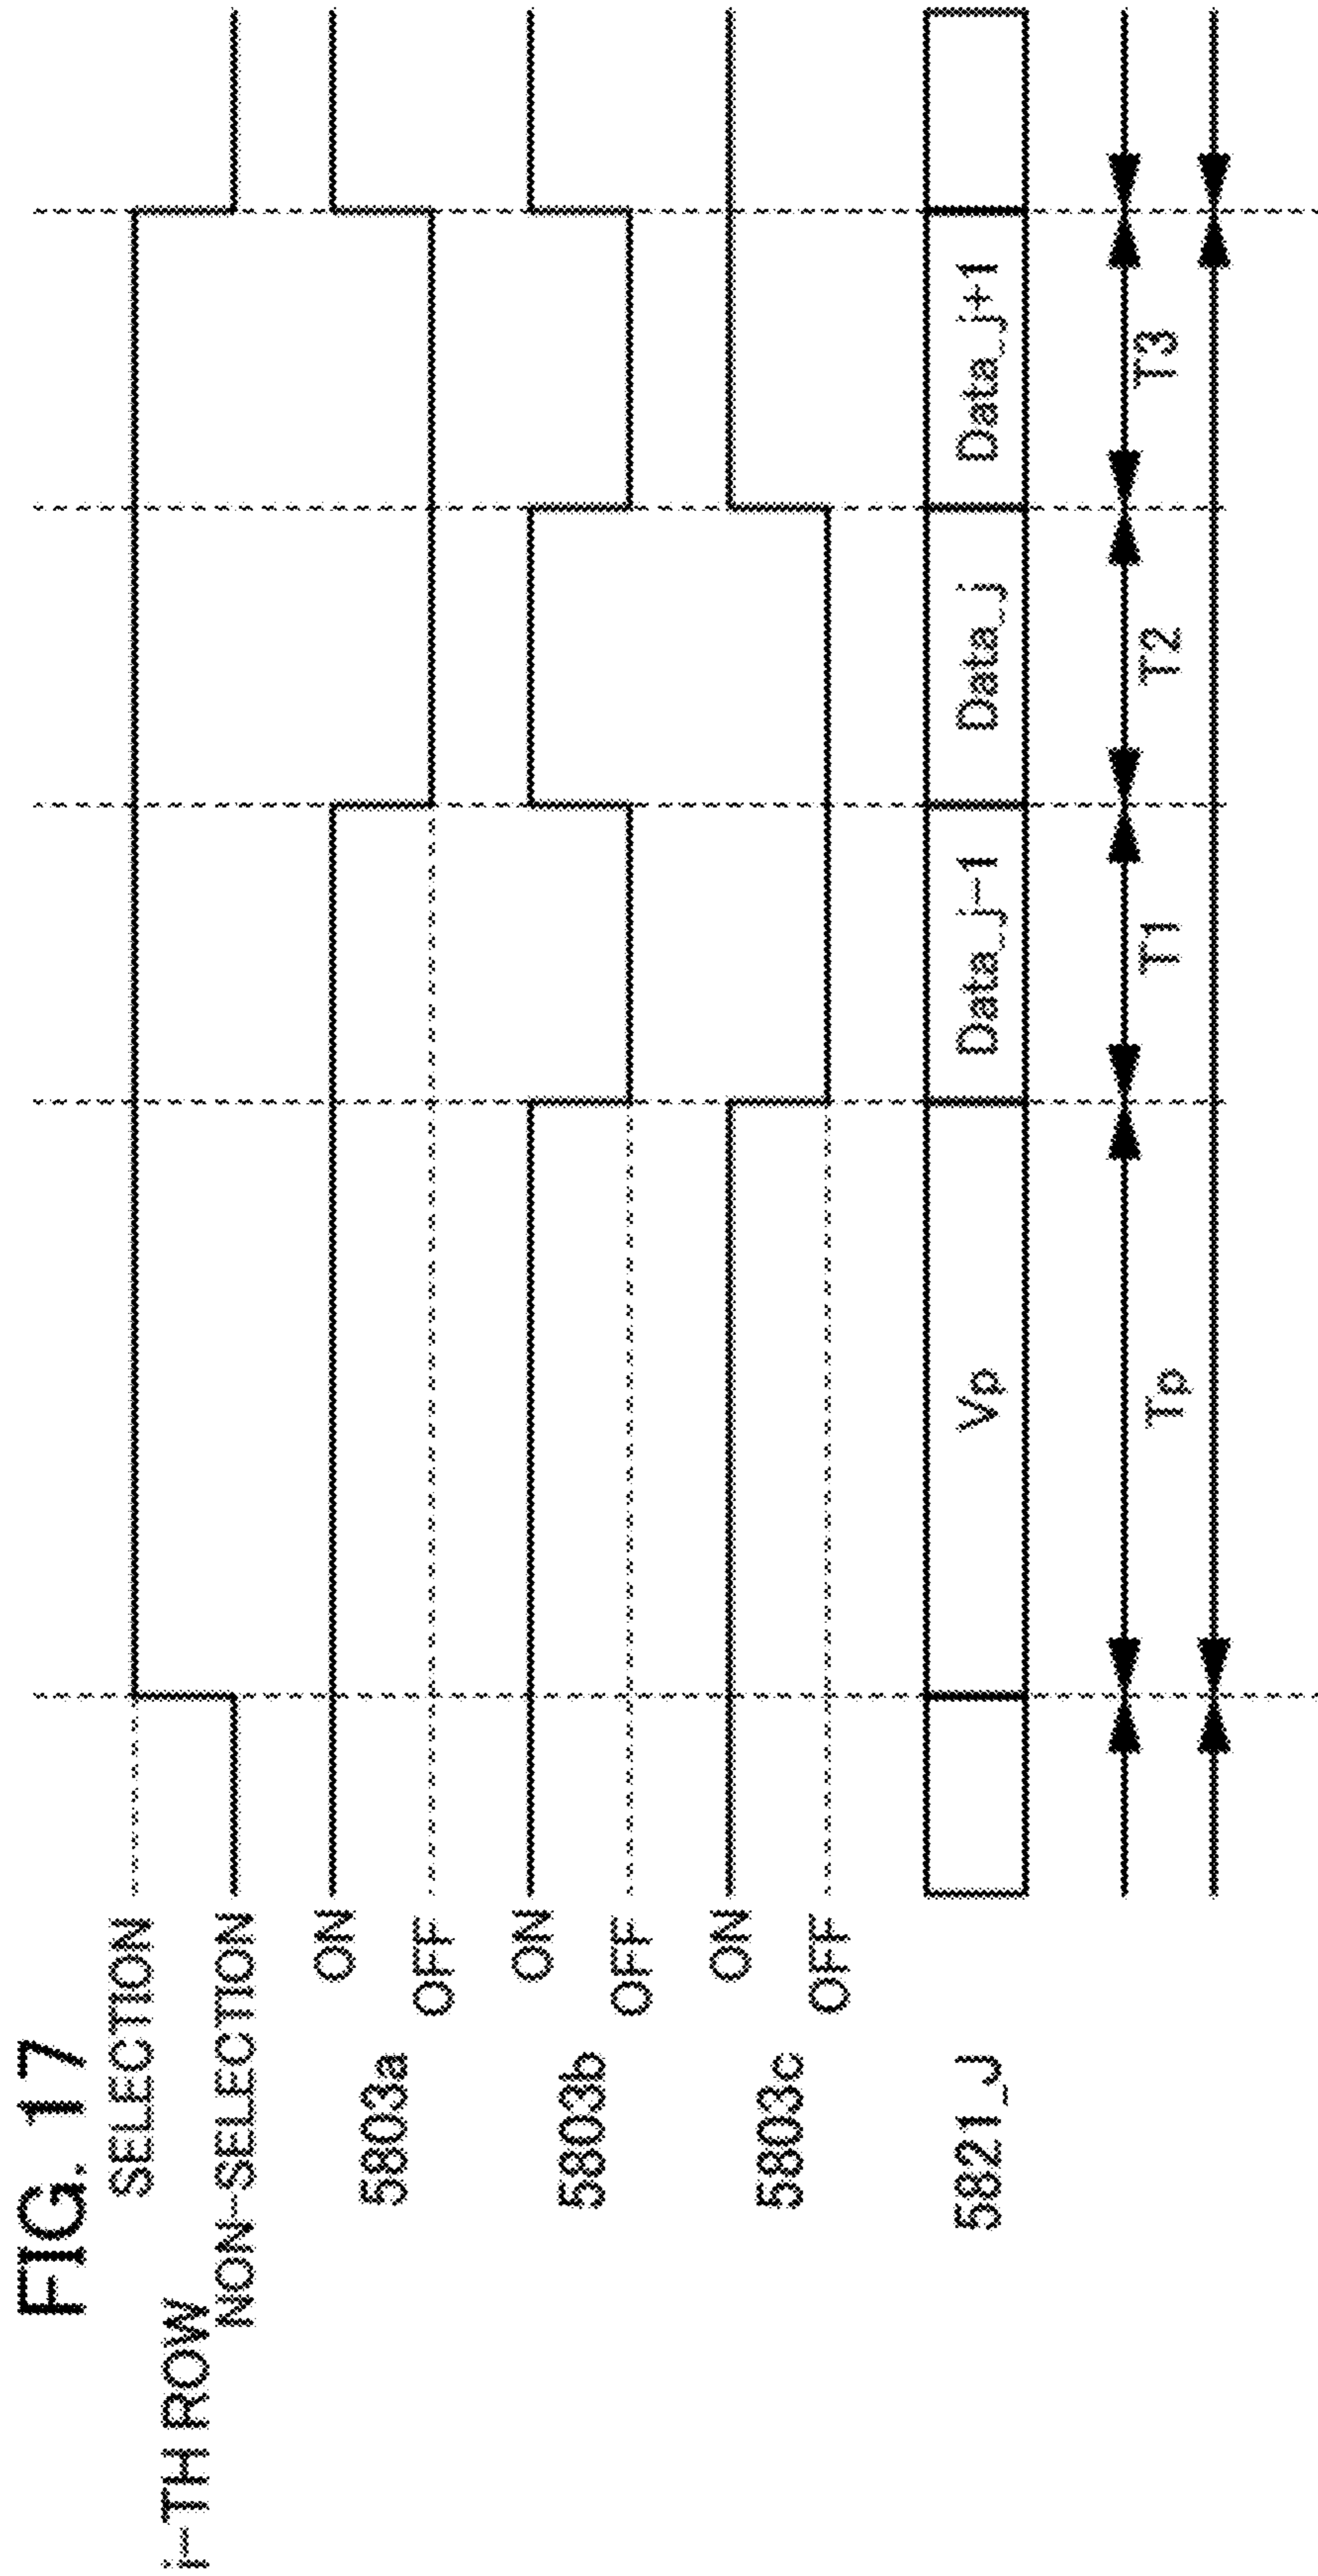 FIG. 17
i-TH ROW
SELECTION
NON-SELECTION
5803a
ON
OFF
5803b
ON
OFF
5803c
ON
OFF
5821_J
Vp
Data_j-1
Data_j
Data_j+1
Tp
T1
T2
T3